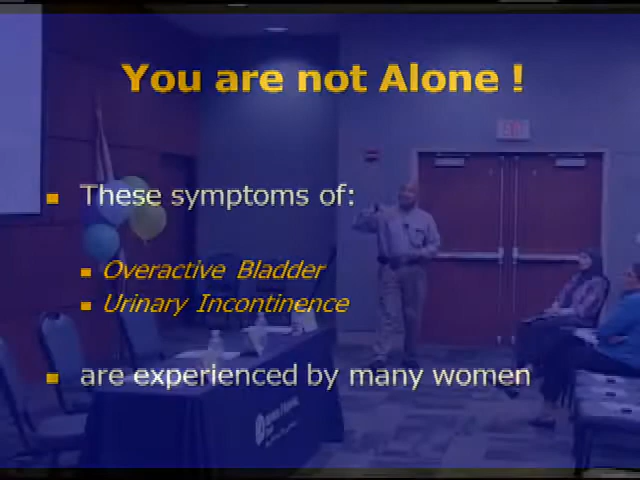 You are not Alone !
These symptoms of:
Overactive Bladder
Urinary Incontinence
are experienced by many women